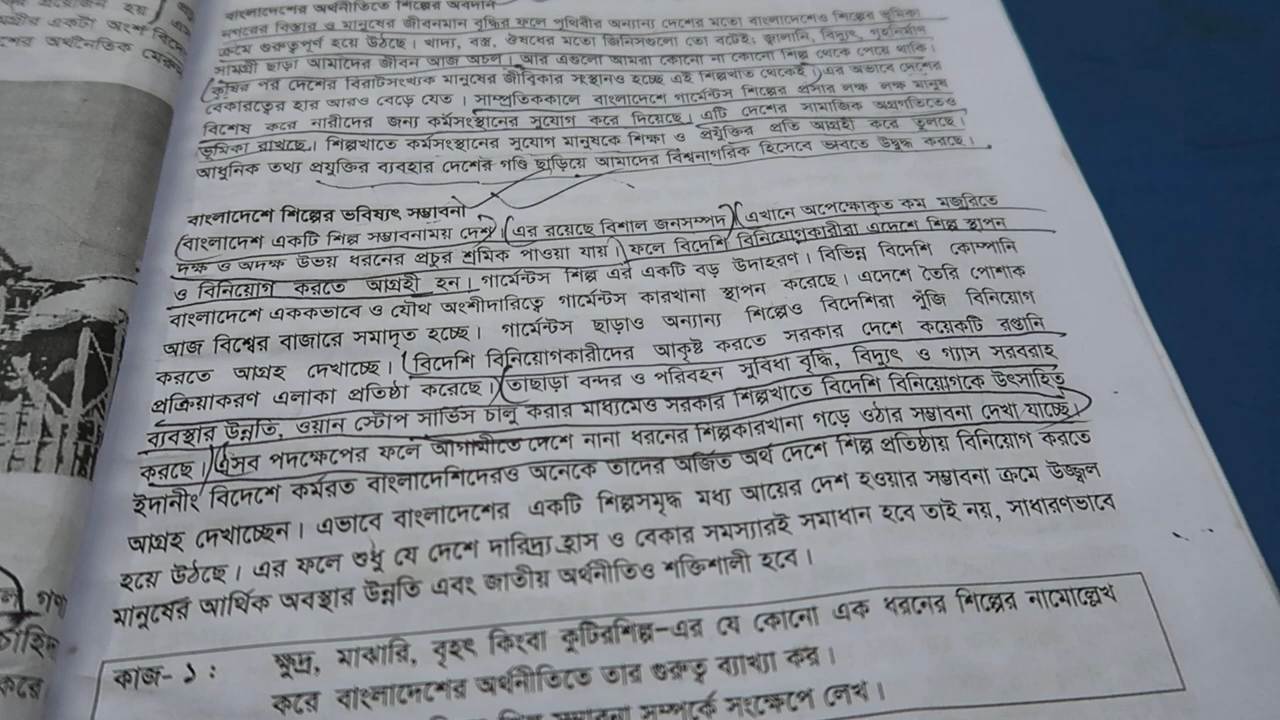 মধ্যে একটা অংশ বিদে
শের অর্থনৈতিক মেরুদ
বাংলাদেশের অর্থনীতিতে শিল্পের অবদান
নগরের বিস্তার ও মানুষের জীবনমান বৃদ্ধির ফলে পৃথিবীর অন্যান্য দেশের মতো বাংলাদেশেও শিল্পের ভূমিকা
ক্রমে গুরুত্বপূর্ণ হয়ে উঠছে। খাদ্য, বস্ত্র, ঔষধের মতো জিনিসগুলো তো বটেই; জ্বালানি, বিদ্যুৎ, গৃহনির্মাণ
সামগ্রী ছাড়া আমাদের জীবন আজ অচল। আর এগুলো আমরা কোনো না কোনো শিল্প থেকে পেয়ে থাকি।
কৃষির পর দেশের বিরাটসংখ্যক মানুষের জীবিকার সংস্থানও হচ্ছে এই শিল্পখাত থেকেই। এর অভাবে দেশের
বেকারত্বের হার আরও বেড়ে যেত। সাম্প্রতিককালে বাংলাদেশে গার্মেন্টস শিল্পের প্রসার লক্ষ লক্ষ মানুষ
বিশেষ করে নারীদের জন্য কর্মসংস্থানের সুযোগ করে দিয়েছে। এটি দেশের সামাজিক অগ্রগতিতেও
ভূমিকা রাখছে। শিল্পখাতে কর্মসংস্থানের সুযোগ মানুষকে শিক্ষা ও প্রযুক্তির প্রতি আগ্রহী করে তুলছে।
আধুনিক তথ্য প্রযুক্তির ব্যবহার দেশের গণ্ডি ছাড়িয়ে আমাদের বিশ্বনাগরিক হিসেবে ভাবতে উদ্বুদ্ধ করছে।
বাংলাদেশে শিল্পের ভবিষ্যৎ সম্ভাবনা
বাংলাদেশ একটি শিল্প সম্ভাবনাময় দেশ। এর রয়েছে বিশাল জনসম্পদ। এখানে অপেক্ষোকৃত কম মজুরিতে
দক্ষ ও অদক্ষ উভয় ধরনের প্রচুর শ্রমিক পাওয়া যায়। ফলে বিদেশি বিনিয়োগকারীরা এদেশে শিল্প স্থাপন
ও বিনিয়োগ করতে আগ্রহী হন। গার্মেন্টস শিল্প এর একটি বড় উদাহরণ। বিভিন্ন বিদেশি কোম্পানি
বাংলাদেশে এককভাবে ও যৌথ অংশীদারিত্বে গার্মেন্টস কারখানা স্থাপন করেছে। এদেশে তৈরি পোশাক
আজ বিশ্বের বাজারে সমাদৃত হচ্ছে। গার্মেন্টস ছাড়াও অন্যান্য শিল্পেও বিদেশিরা পুঁজি বিনিয়োগ
করতে আগ্রহ দেখাচ্ছে। বিদেশি বিনিয়োগকারীদের আকৃষ্ট করতে সরকার দেশে কয়েকটি রপ্তানি
প্রক্রিয়াকরণ এলাকা প্রতিষ্ঠা করেছে। তাছাড়া বন্দর ও পরিবহন সুবিধা বৃদ্ধি, বিদ্যুৎ ও গ্যাস সরবরাহ
ব্যবস্থার উন্নতি, ওয়ান স্টোপ সার্ভিস চালু করার মাধ্যমেও সরকার শিল্পখাতে বিদেশি বিনিয়োগকে উৎসাহিত
করছে। এসব পদক্ষেপের ফলে আগামীতে দেশে নানা ধরনের শিল্পকারখানা গড়ে ওঠার সম্ভাবনা দেখা যাচ্ছে।
ইদানীং বিদেশে কর্মরত বাংলাদেশিদেরও অনেকে তাদের অর্জিত অর্থ দেশে শিল্প প্রতিষ্ঠায় বিনিয়োগ করতে
আগ্রহ দেখাচ্ছেন। এভাবে বাংলাদেশের একটি শিল্পসমৃদ্ধ মধ্য আয়ের দেশ হওয়ার সম্ভাবনা ক্রমে উজ্জ্বল
হয়ে উঠছে। এর ফলে শুধু যে দেশে দারিদ্র্য হ্রাস ও বেকার সমস্যারই সমাধান হবে তাই নয়, সাধারণভাবে
মানুষের আর্থিক অবস্থার উন্নতি এবং জাতীয় অর্থনীতিও শক্তিশালী হবে।
কাজ- ১ : ক্ষুদ্র, মাঝারি, বৃহৎ কিংবা কুটিরশিল্প-এর যে কোনো এক ধরনের শিল্পের নামোল্লেখ
করে বাংলাদেশের অর্থনীতিতে তার গুরুত্ব ব্যাখ্যা কর।
সম্ভাবনা সম্পর্কে সংক্ষেপে লেখ।